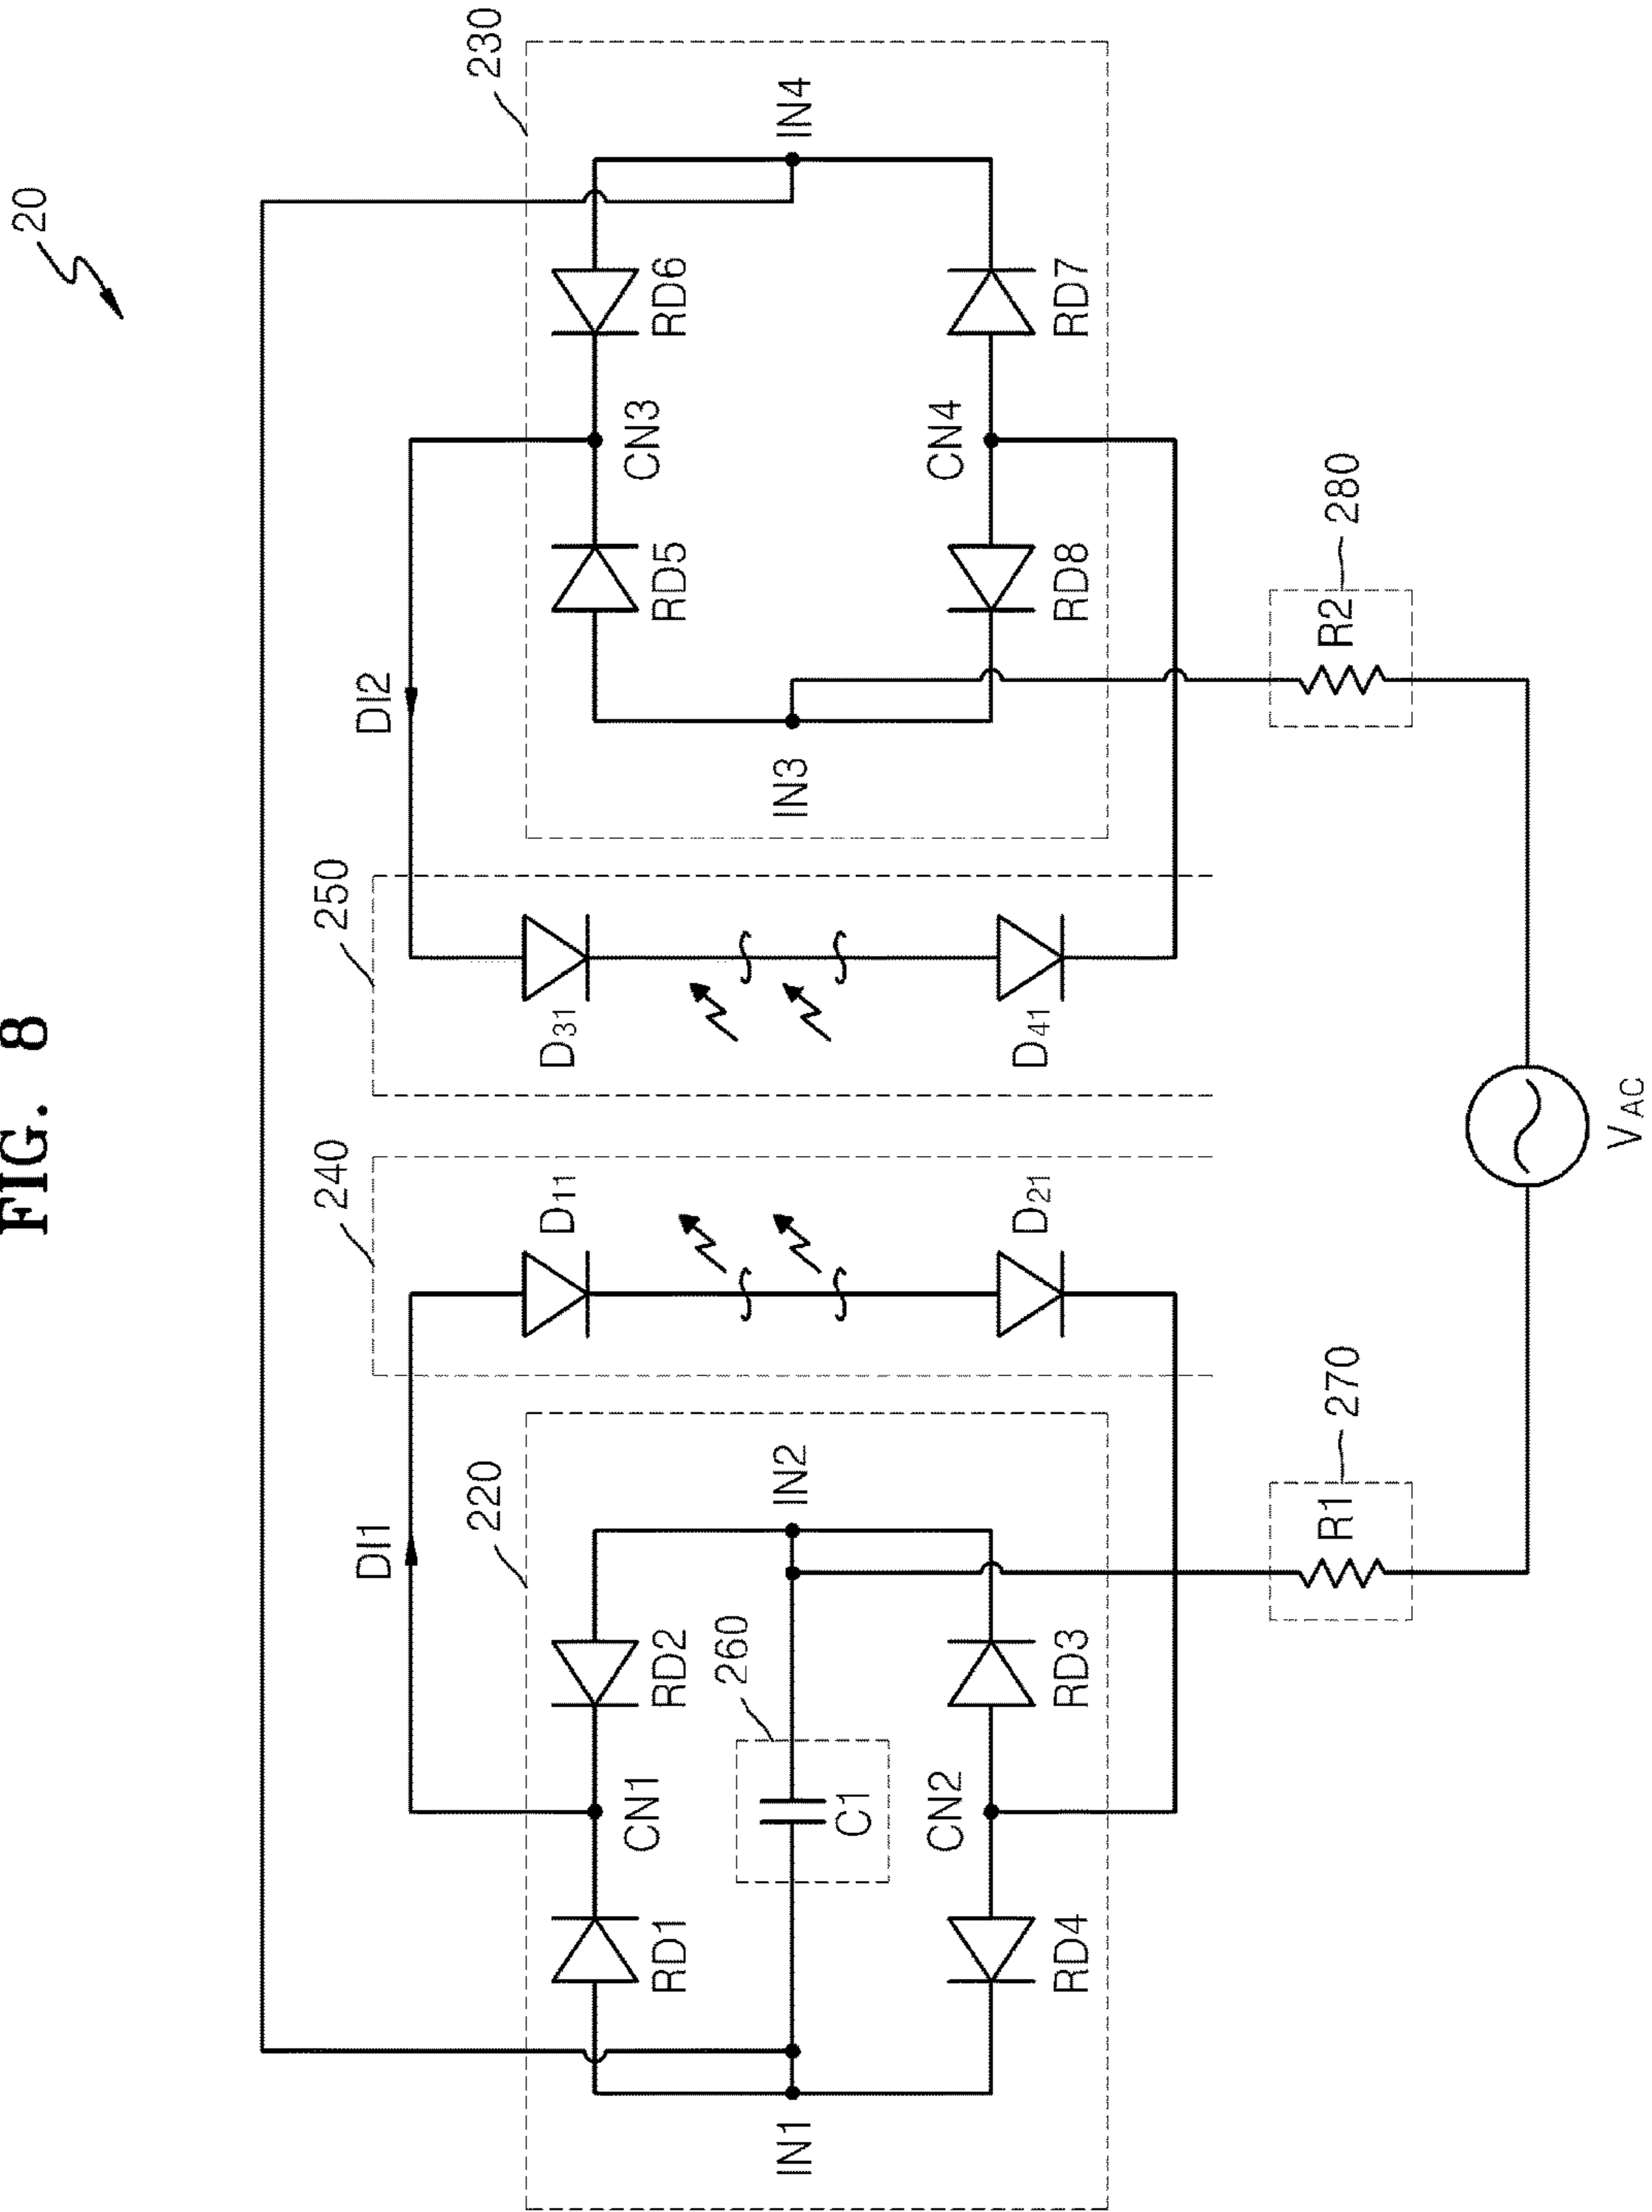 FIG. 8
20
DI1
DI2
240
250
220
230
D11
D31
RD1
RD2
RD5
RD6
CN1
CN3
260
IN1
IN2
IN3
IN4
C1
CN2
CN4
D21
D41
RD4
RD3
RD8
RD7
R1
270
R2
280
VAC